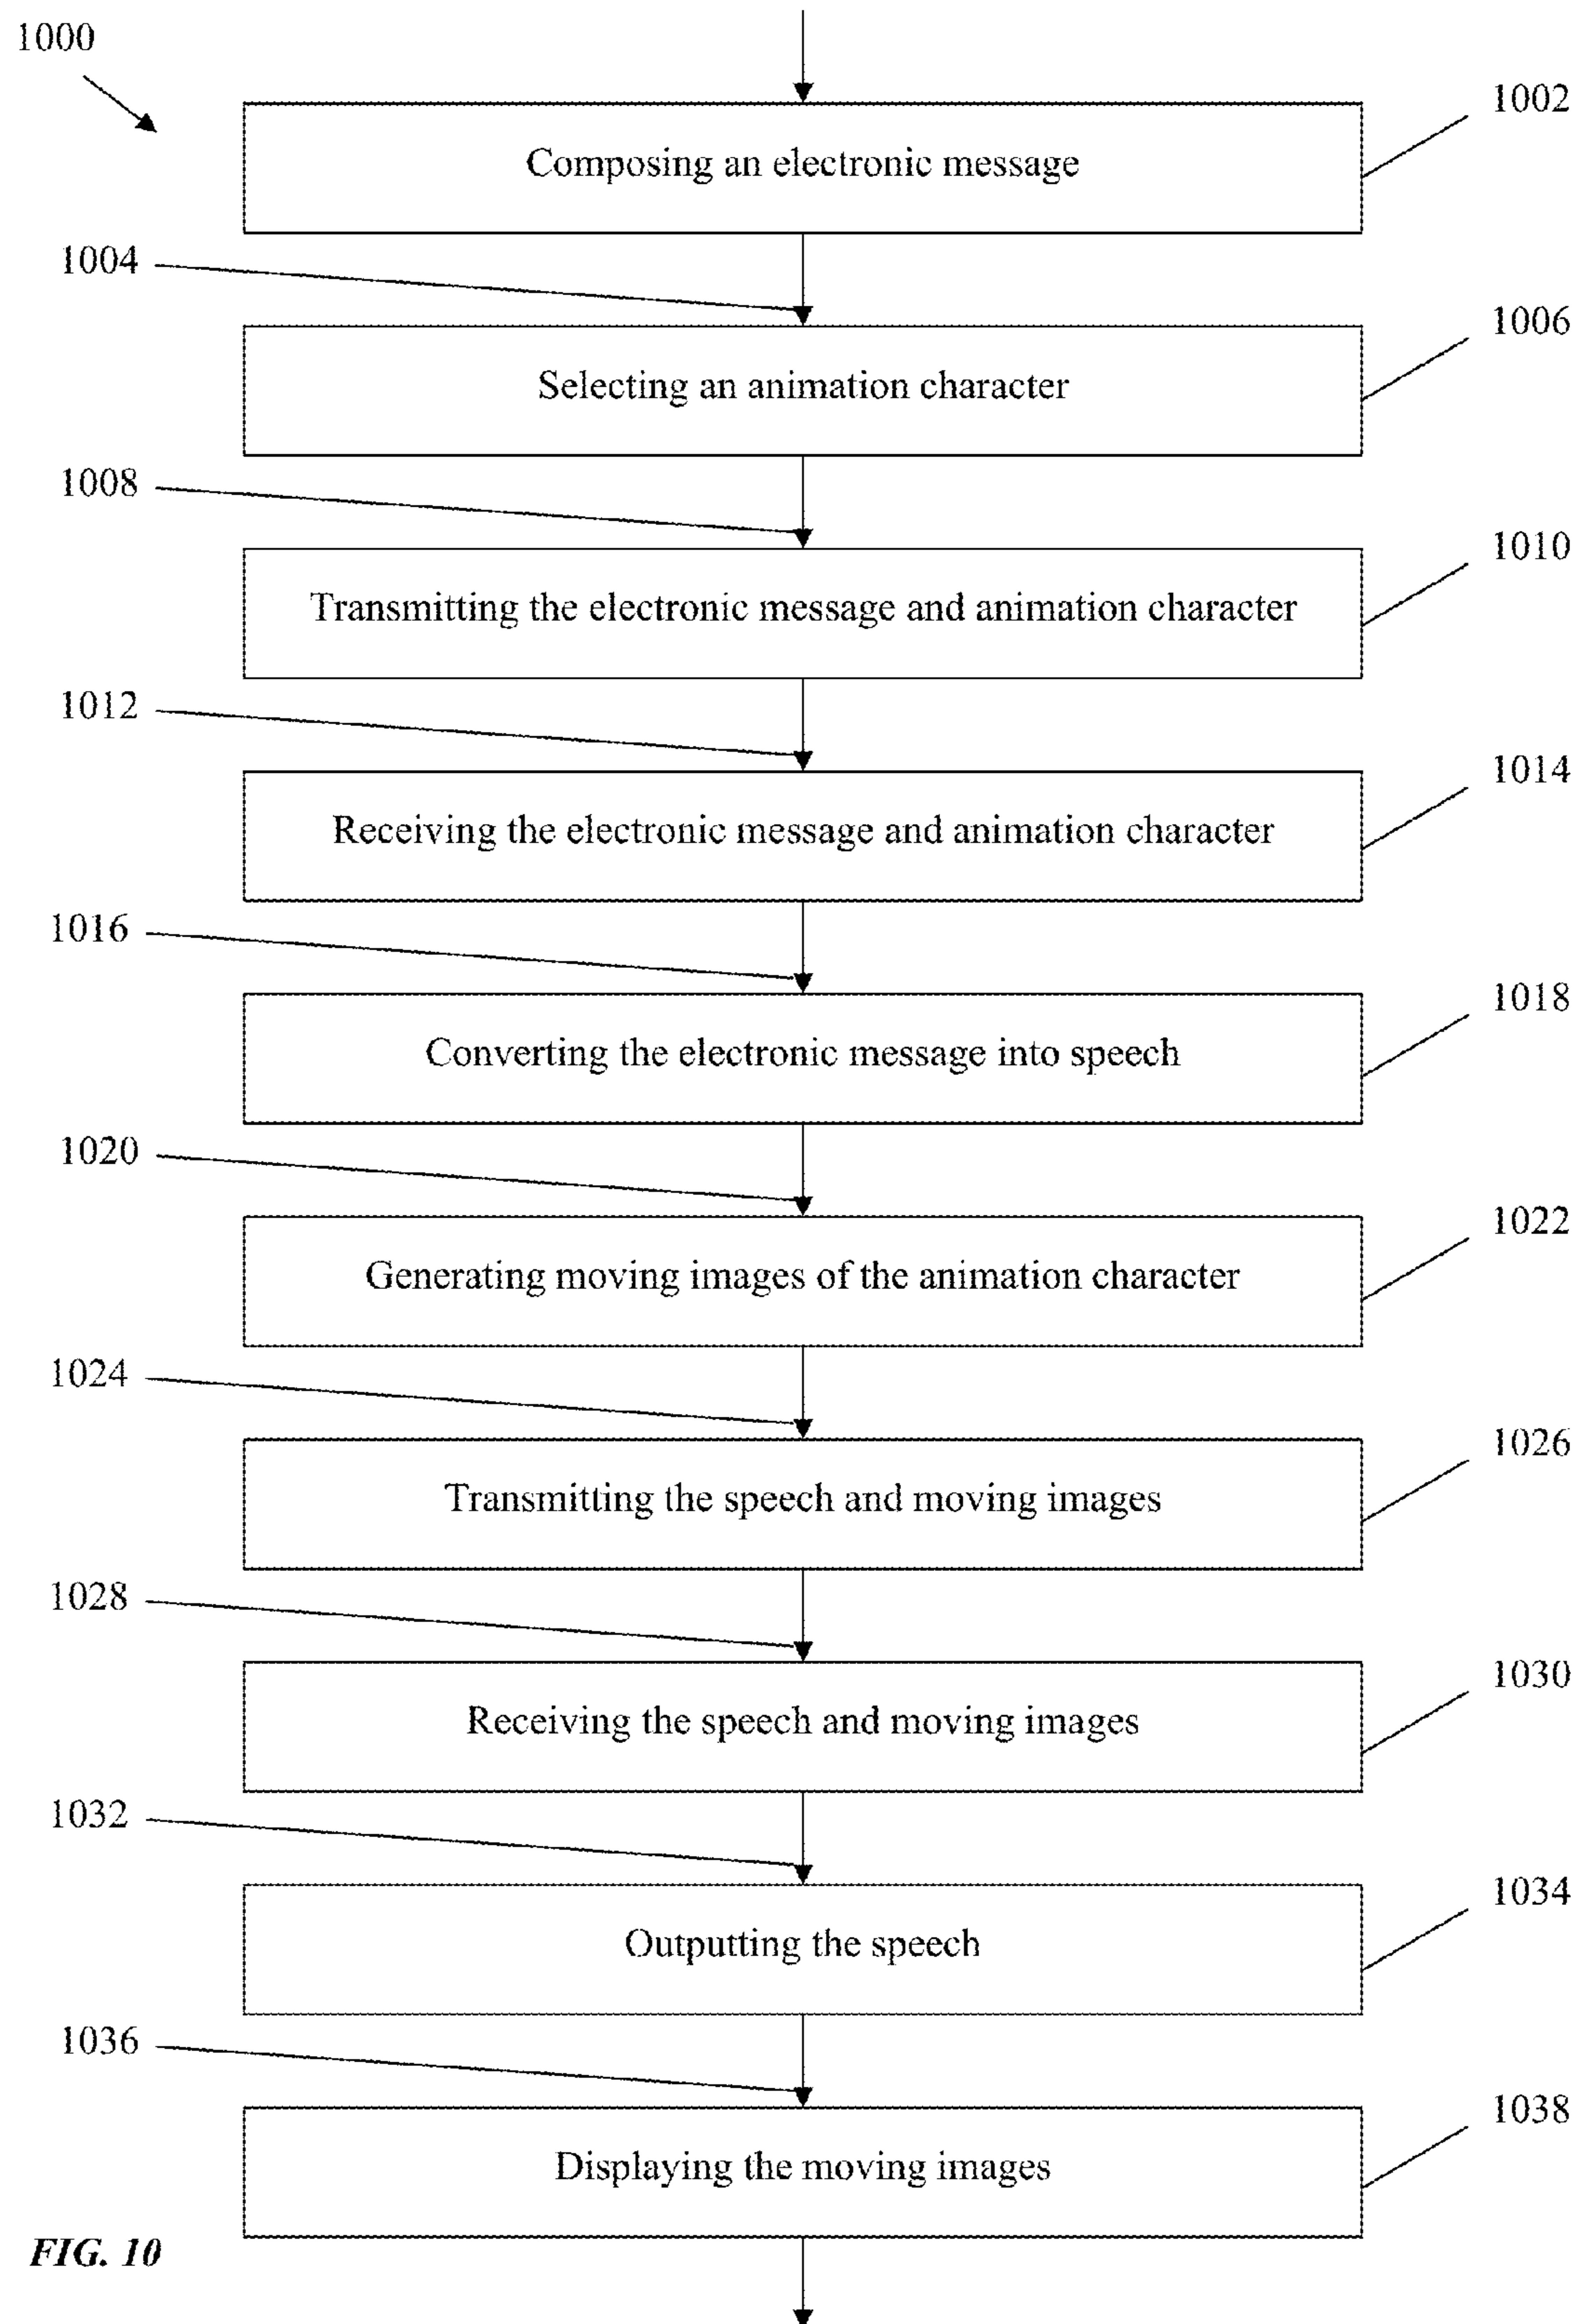 1000
1002
Composing an electronic message
1004
1006
Selecting an animation character
1008
1010
Transmitting the electronic message and animation character
1012
1014
Receiving the electronic message and animation character
1016
1018
Converting the electronic message into speech
1020
1022
Generating moving images of the animation character
1024
1026
Transmitting the speech and moving images
1028
1030
Receiving the speech and moving images
1032
1034
Outputting the speech
1036
1038
Displaying the moving images
FIG. 10